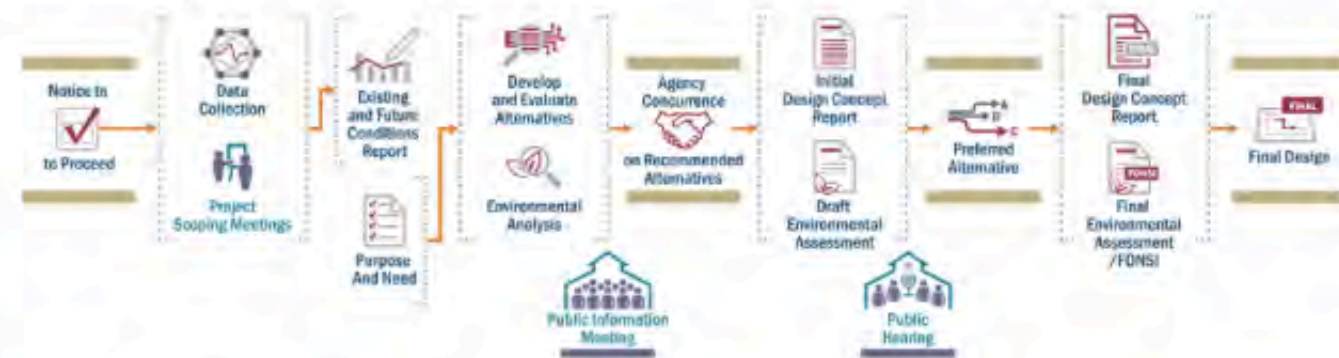 Notice to
to Proceed
Data
Collection
Project
Scoping Meetings
Existing
and Future
Conditions
Report
Purpose
And Need
Develop
and Evaluate
Alternatives
Environmental
Analysis
Public Information
Meeting
Agency
Concurrence
on Recommended
Alternatives
Initial
Design Concept
Report
Draft
Environmental
Assessment
Public
Hearing
A
B
C
Preferred
Alternative
FINAL
Final
Design Concept
Report
FONSI
Final
Environmental
Assessment
/FONSI
FINAL
Final Design